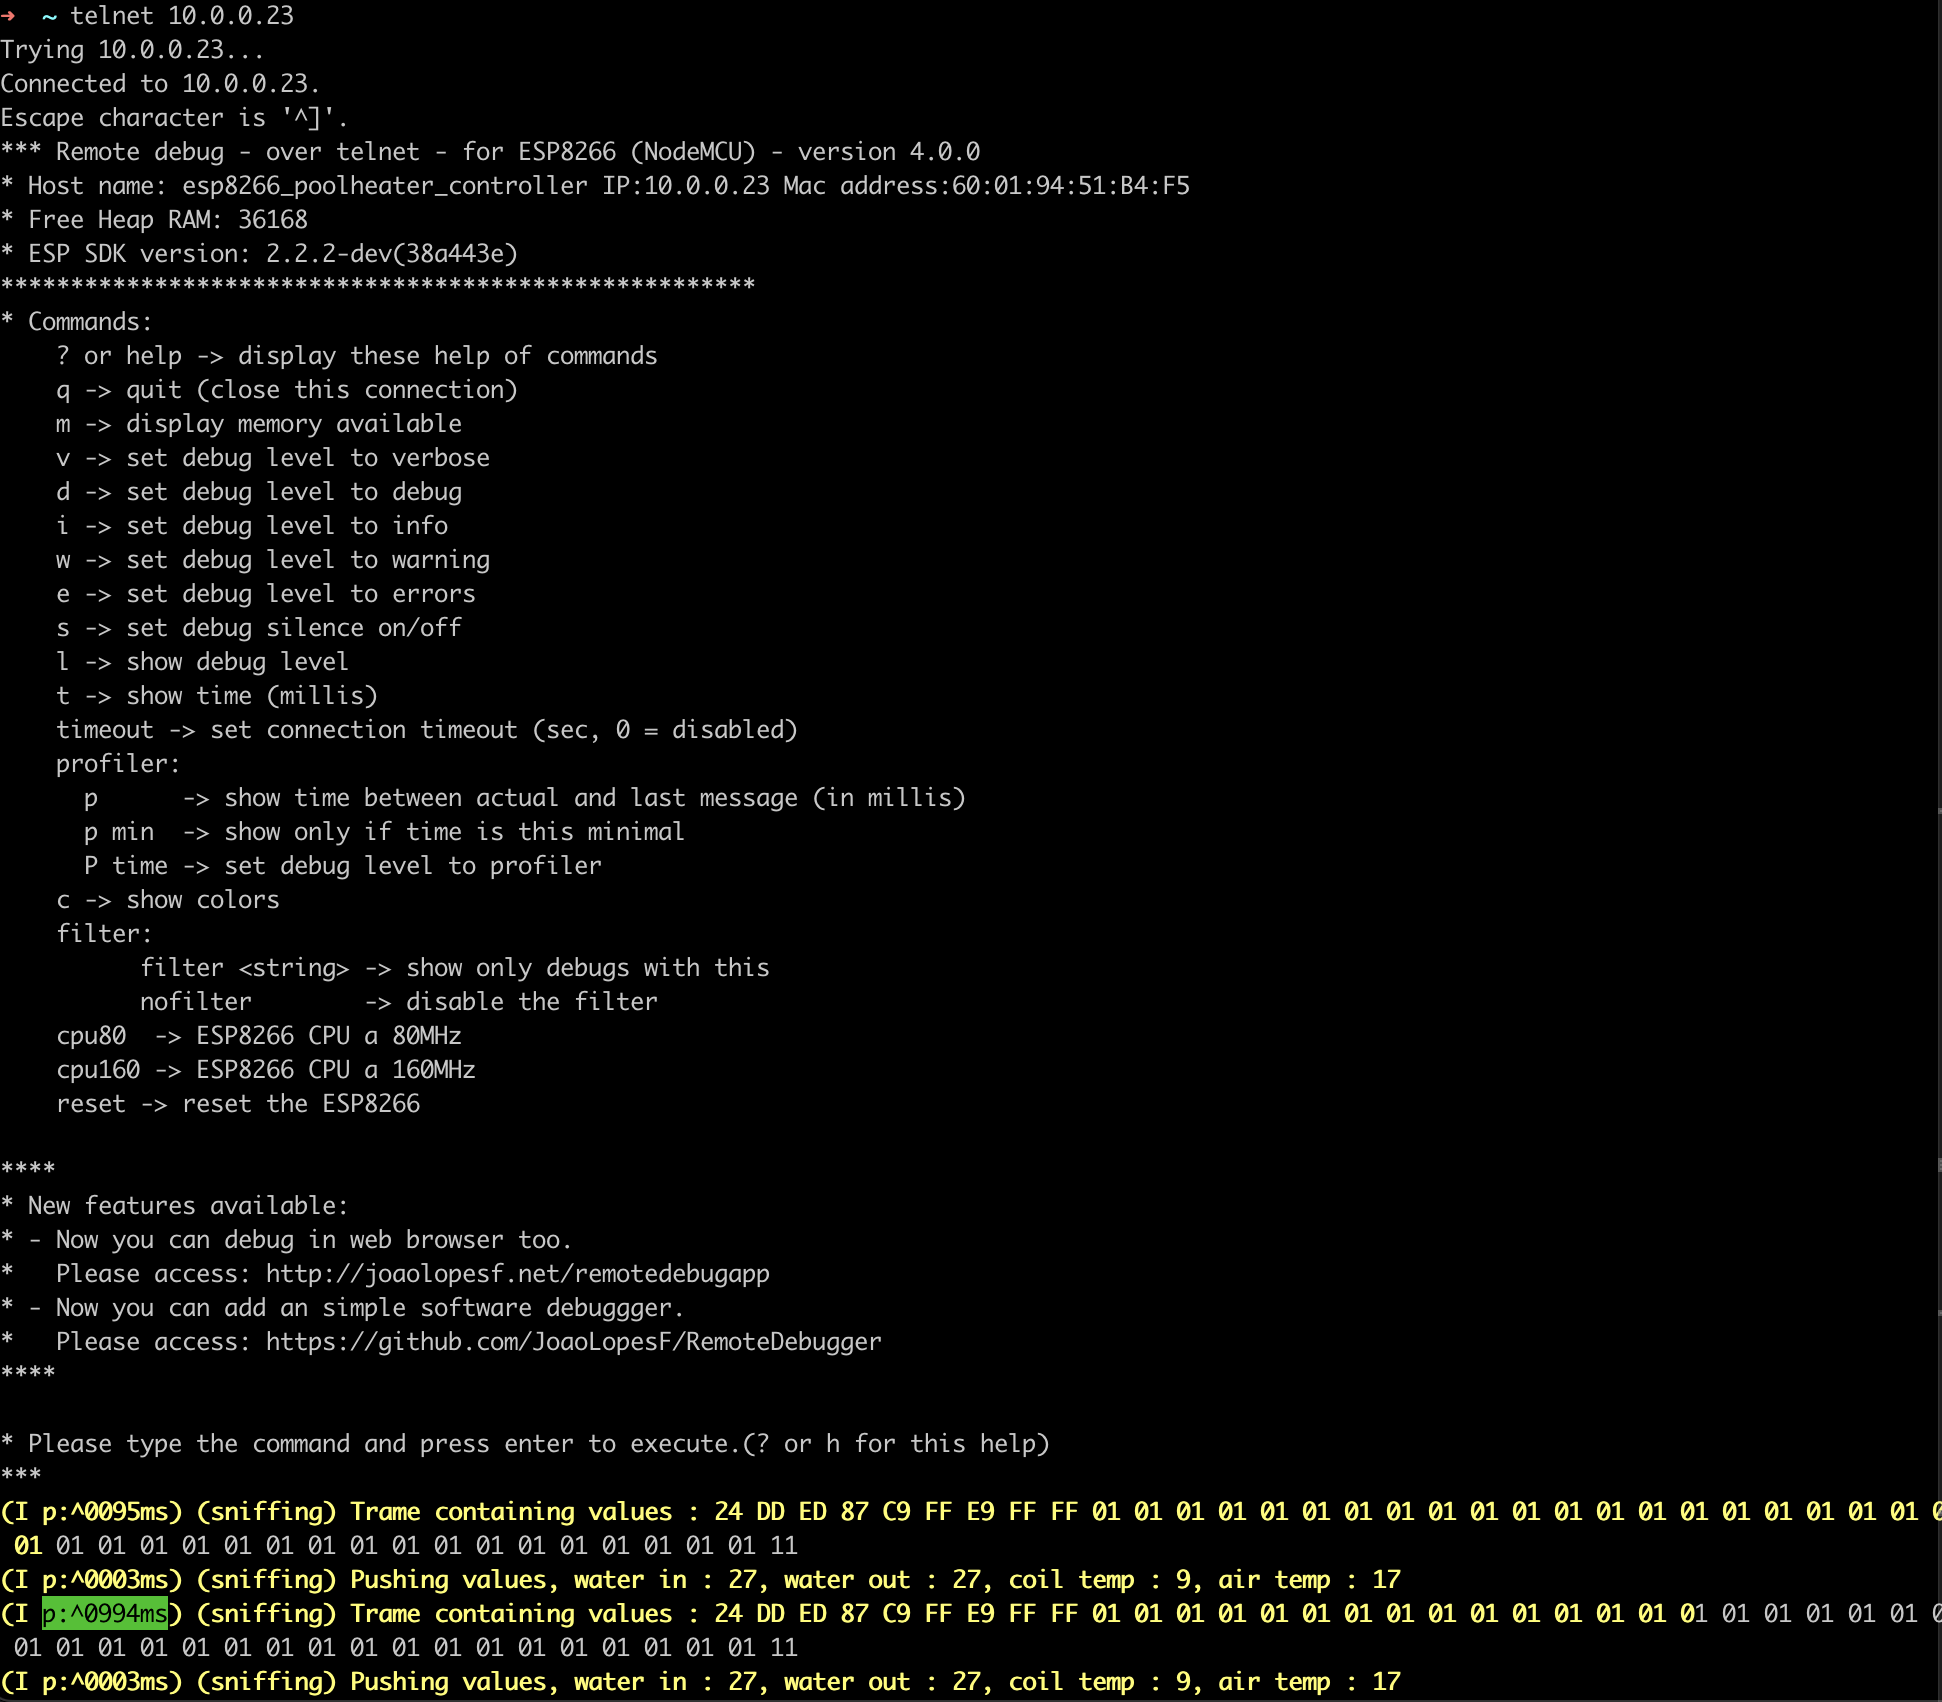 → ~ telnet 10.0.0.23
Trying 10.0.0.23...
Connected to 10.0.0.23.
Escape character is '^]'.
*** Remote debug - over telnet - for ESP8266 (NodeMCU) - version 4.0.0
* Host name: esp8266_poolheater_controller IP:10.0.0.23 Mac address:60:01:94:51:B4:F5
* Free Heap RAM: 36168
* ESP SDK version: 2.2.2-dev(38a443e)
******************************************************
* Commands:
    ? or help -> display these help of commands
    q -> quit (close this connection)
    m -> display memory available
    v -> set debug level to verbose
    d -> set debug level to debug
    i -> set debug level to info
    w -> set debug level to warning
    e -> set debug level to errors
    s -> set debug silence on/off
    l -> show debug level
    t -> show time (millis)
    timeout -> set connection timeout (sec, 0 = disabled)
    profiler:
      p      -> show time between actual and last message (in millis)
      p min  -> show only if time is this minimal
      P time -> set debug level to profiler
    c -> show colors
    filter:
          filter <string> -> show only debugs with this
          nofilter        -> disable the filter
    cpu80  -> ESP8266 CPU a 80MHz
    cpu160 -> ESP8266 CPU a 160MHz
    reset -> reset the ESP8266
****
* New features available:
* - Now you can debug in web browser too.
*   Please access: http://joaolopesf.net/remotedebugapp
* - Now you can add an simple software debuggger.
*   Please access: https://github.com/JoaoLopesF/RemoteDebugger
****
* Please type the command and press enter to execute.(? or h for this help)
***
(I p:^0095ms) (sniffing) Trame containing values : 24 DD ED 87 C9 FF E9 FF FF 01 01 01 01 01 01 01 01 01 01 01 01 01 01 01 01 01 01 01 01 0
 01 01 01 01 01 01 01 01 01 01 01 01 01 01 01 01 01 01 11
(I p:^0003ms) (sniffing) Pushing values, water in : 27, water out : 27, coil temp : 9, air temp : 17
(I p:^0994ms) (sniffing) Trame containing values : 24 DD ED 87 C9 FF E9 FF FF 01 01 01 01 01 01 01 01 01 01 01 01 01 01 01 01 01 01 01 01 0
 01 01 01 01 01 01 01 01 01 01 01 01 01 01 01 01 01 01 11
(I p:^0003ms) (sniffing) Pushing values, water in : 27, water out : 27, coil temp : 9, air temp : 17